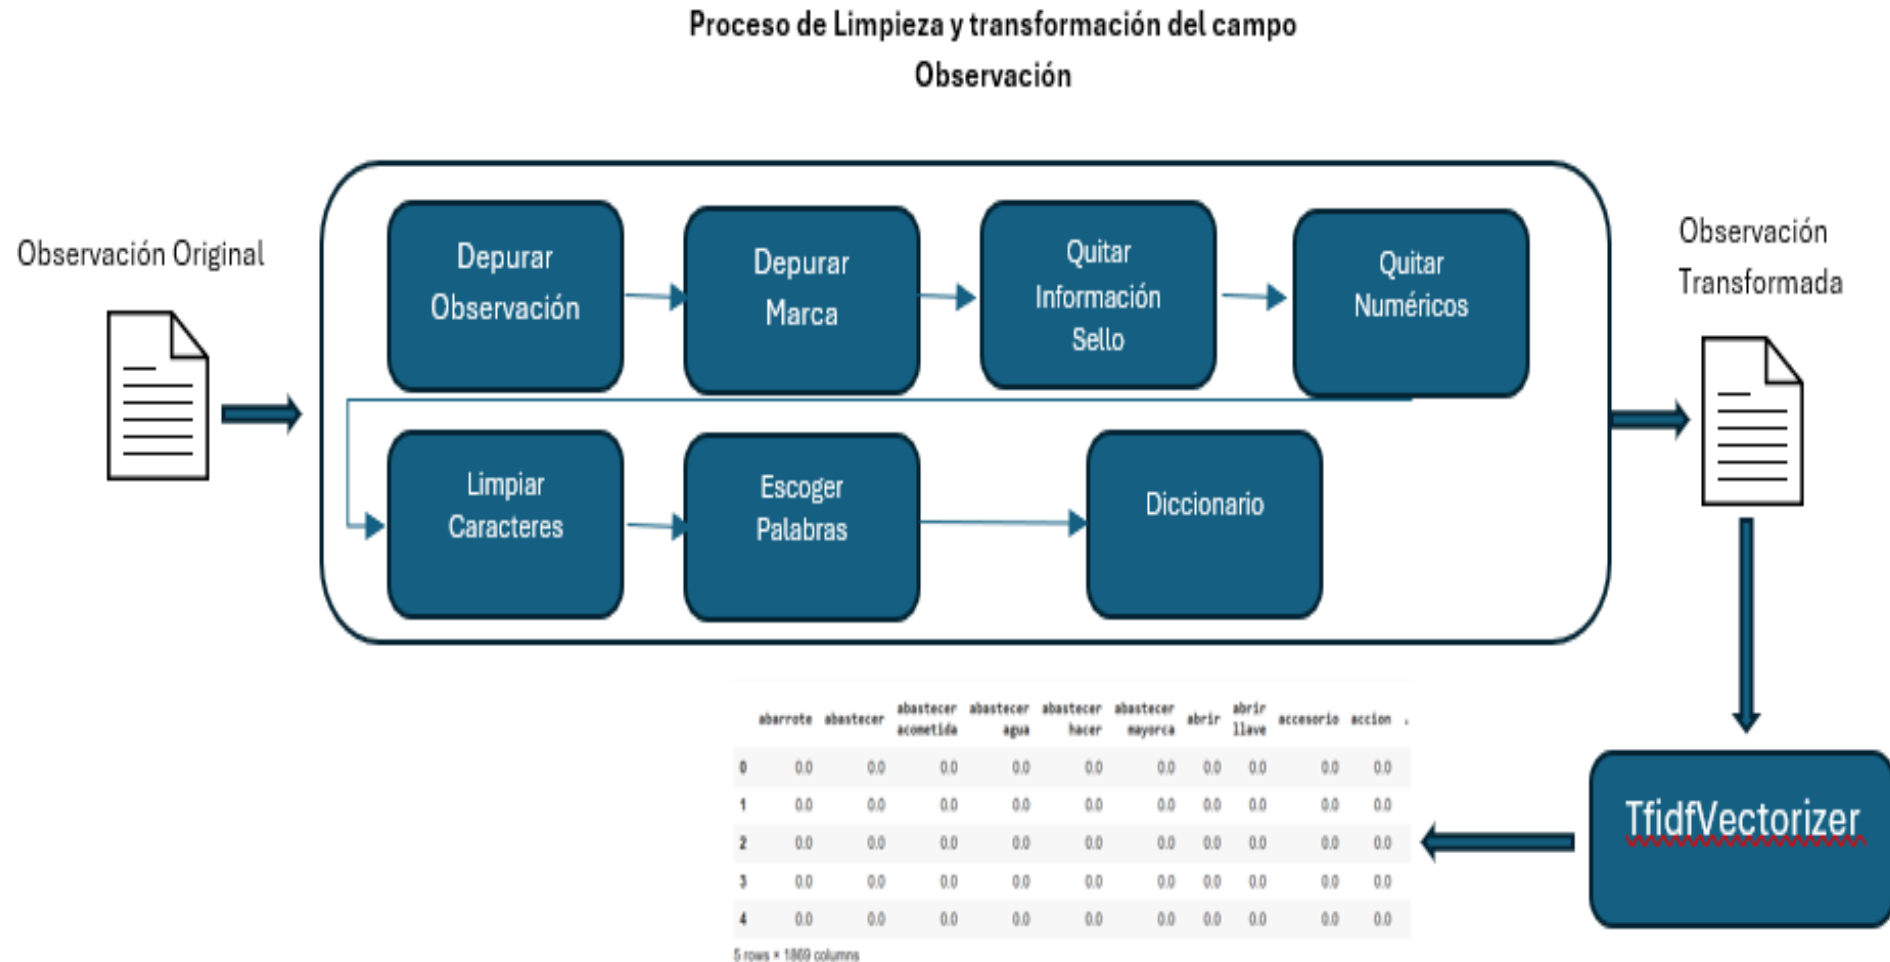 Proceso de Limpieza y transformación del campo
Observación
Observación Original
Depurar
Observación
Depurar
Marca
Quitar
Información
Sello
Quitar
Numéricos
Observación
Transformada
Limpiar
Caracteres
Escoger
Palabras
Diccionario
TfidfVectorizer
abarrote abastecer abastecer acometida abastecer agua abastecer hacer abastecer mayorca abrir abrir llave accesorio accion .
0 0.0 0.0 0.0 0.0 0.0 0.0 0.0 0.0 0.0 0.0
1 0.0 0.0 0.0 0.0 0.0 0.0 0.0 0.0 0.0 0.0
2 0.0 0.0 0.0 0.0 0.0 0.0 0.0 0.0 0.0 0.0
3 0.0 0.0 0.0 0.0 0.0 0.0 0.0 0.0 0.0 0.0
4 0.0 0.0 0.0 0.0 0.0 0.0 0.0 0.0 0.0 0.0
5 rows × 1869 columns